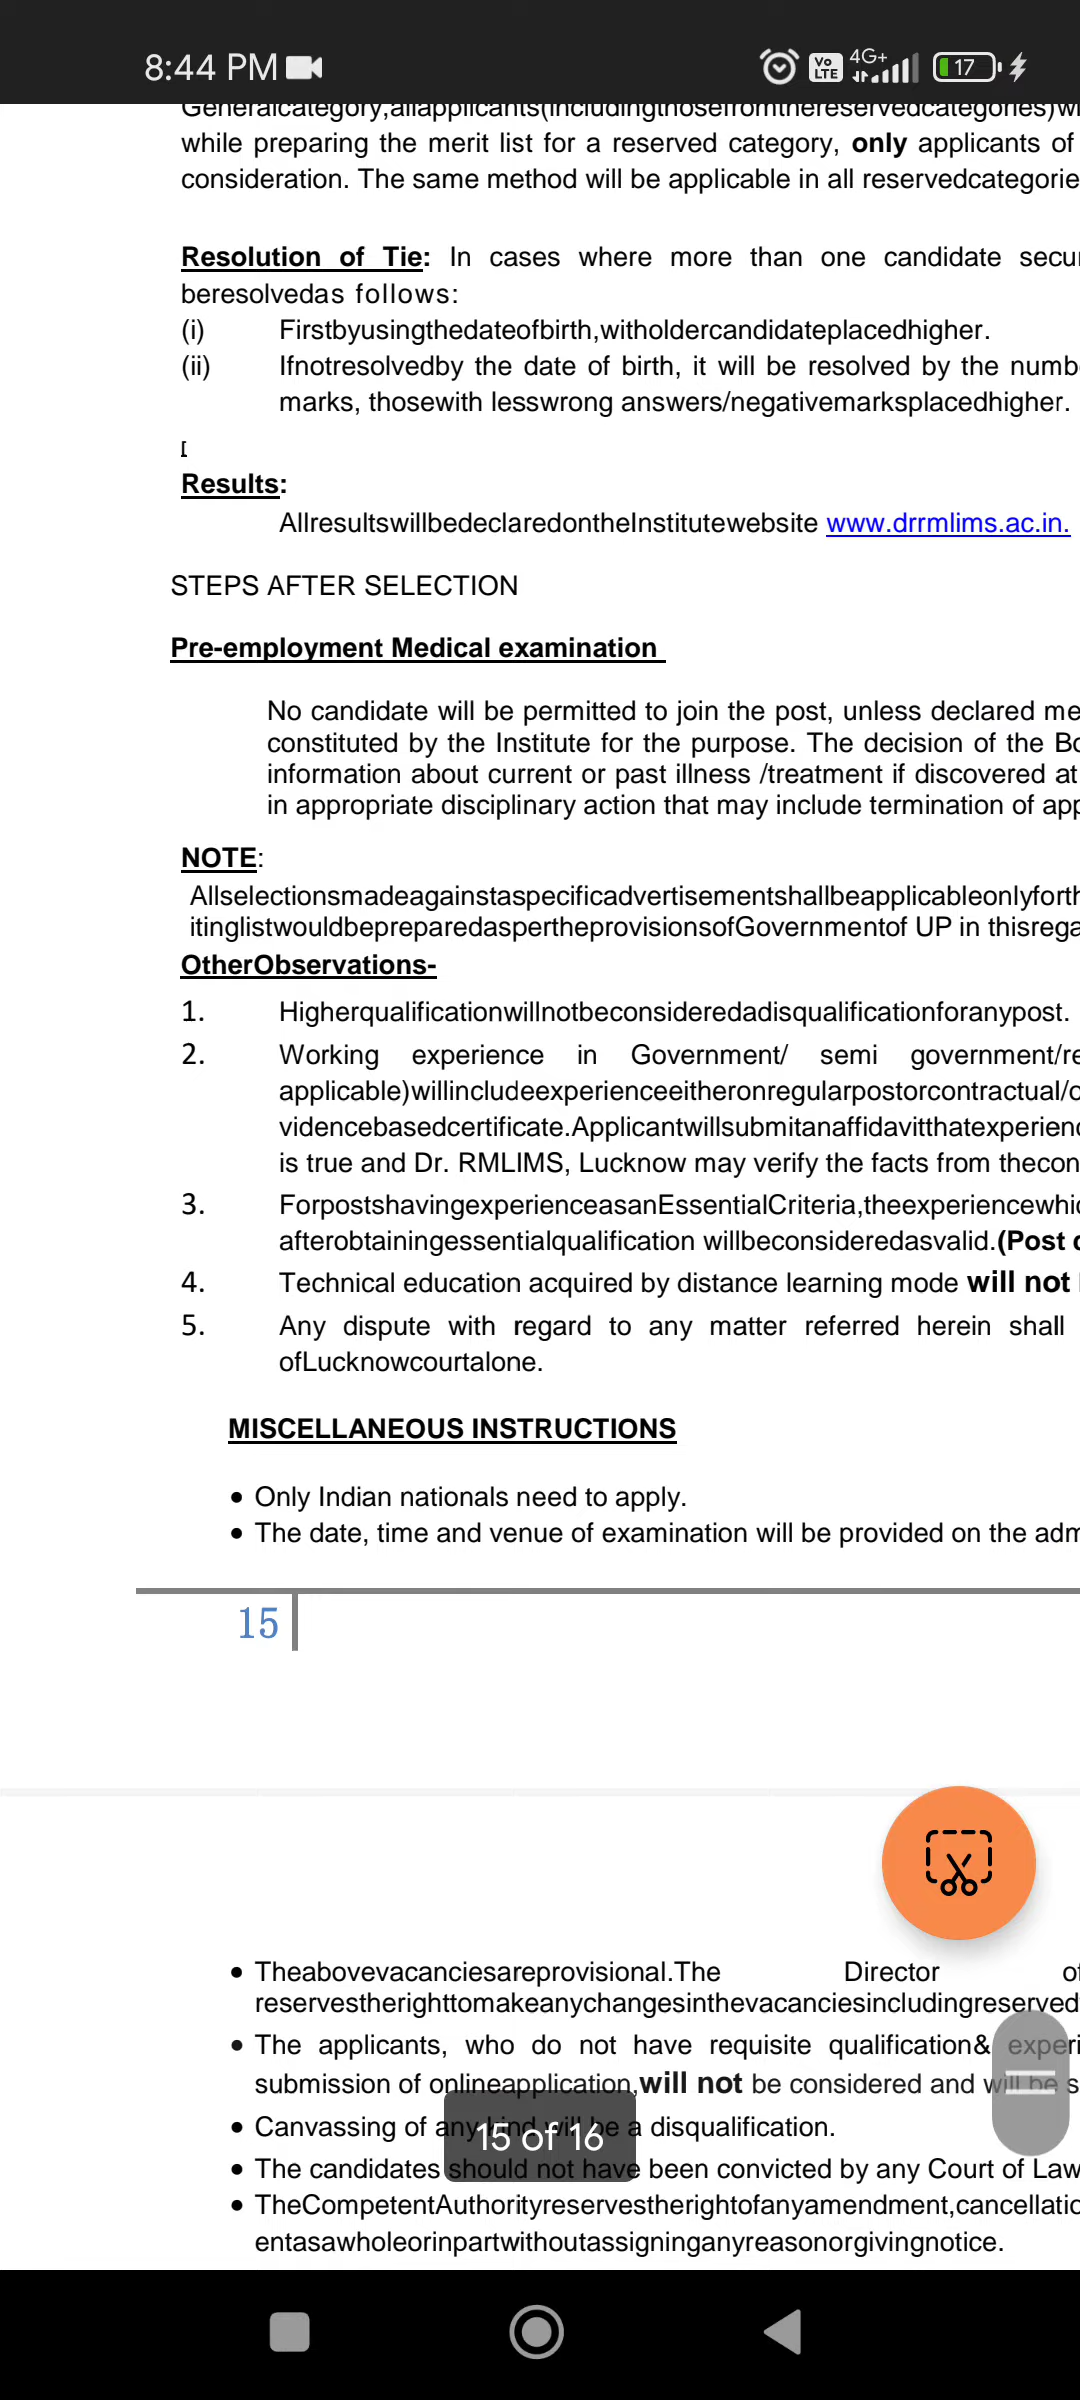 8:44 PM
Vo LTE 4G+ 17
Generalcategory,allapplicants(includingthosefromthereservedcategories)wi
while preparing the merit list for a reserved category, only applicants of
consideration. The same method will be applicable in all reservedcategorie
Resolution of Tie: In cases where more than one candidate secur
beresolvedas follows:
(i) Firstbyusingthedateofbirth,witholdercandidateplacedhigher.
(ii) Ifnotresolvedby the date of birth, it will be resolved by the numb
marks, thosewith lesswrong answers/negativemarksplacedhigher.
I
Results:
AllresultswillbedeclaredontheInstitutewebsite www.drrmlims.ac.in.
STEPS AFTER SELECTION
Pre-employment Medical examination
No candidate will be permitted to join the post, unless declared me
constituted by the Institute for the purpose. The decision of the Bo
information about current or past illness /treatment if discovered at
in appropriate disciplinary action that may include termination of app
NOTE:
Allselectionsmadeagainstaspecificadvertisementshallbeapplicableonlyforth
itinglistwouldbepreparedaspertheprovisionsofGovernmentof UP in thisrega
OtherObservations-
1. Higherqualificationwillnotbeconsideredadisqualificationforanypost.
2. Working experience in Government/ semi government/re
applicable)willincludeexperienceeitheronregularpostorcontractual/o
videncebasedcertificate.Applicantwillsubmitanaffidavitthatexperienc
is true and Dr. RMLIMS, Lucknow may verify the facts from thecon
3. ForpostshavingexperienceasanEssentialCriteria,theexperiencewhic
afterobtainingessentialqualification willbeconsideredasvalid.(Post
4. Technical education acquired by distance learning mode will not
5. Any dispute with regard to any matter referred herein shall
ofLucknowcourtalone.
MISCELLANEOUS INSTRUCTIONS
• Only Indian nationals need to apply.
• The date, time and venue of examination will be provided on the adm
15
• Theabovevacanciesareprovisional.The Director of
reservestherighttomakeanychangesinthevacanciesincludingreserved
• The applicants, who do not have requisite qualification& experi
submission of onlineapplication,will not be considered and will be s
• Canvassing of any kind will be a disqualification.
15 of 16
• The candidates should not have been convicted by any Court of Law
• TheCompetentAuthorityreservestherightofanyamendment,cancellatio
entasawholeorinpartwithoutassigninganyreasonorgivingnotice.